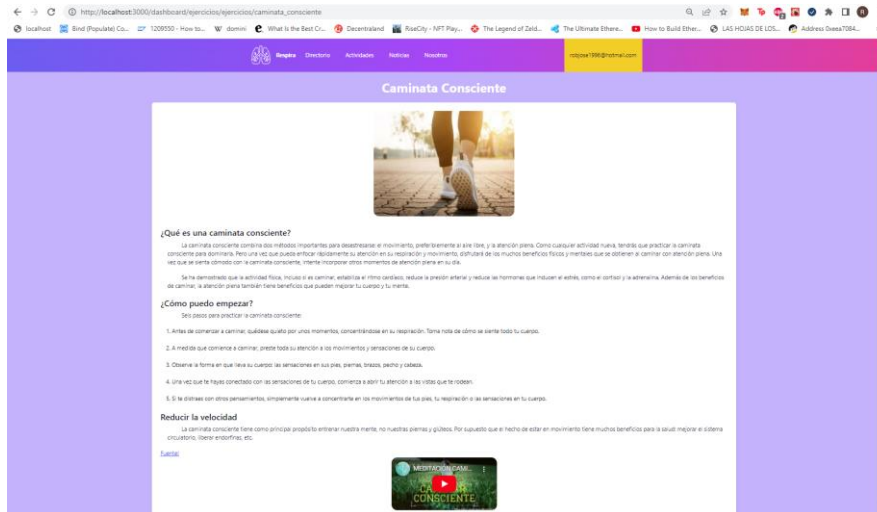 http://localhost:3000/dashboard/ejercicios/ejercicios/caminata_consciente
localhost Bind (Populate) Co... 1209550 - How to... domini What Is the Best Cr... Decentraland RiseCity - NFT Play... The Legend of Zeld... The Ultimate Ethere... How to Build Ether... LAS HOJAS DE LOS... Address 0xeea7084...
Respira Directorio Actividades Noticias Nosotros robjose1996@hotmail.com
Caminata Consciente
¿Qué es una caminata consciente?
La caminata consciente combina dos métodos importantes para desestresarse: el movimiento, preferiblemente al aire libre, y la atención plena. Como cualquier actividad nueva, tendrás que practicar la caminata
consciente para dominarla. Pero una vez que pueda enfocar rápidamente su atención en su respiración y movimiento, disfrutará de los muchos beneficios físicos y mentales que se obtienen al caminar con atención plena. Una
vez que se sienta cómodo con la caminata consciente, intente incorporar otros momentos de atención plena en su día.
Se ha demostrado que la actividad física, incluso si es caminar, estabiliza el ritmo cardíaco, reduce la presión arterial y reduce las hormonas que inducen el estrés, como el cortisol y la adrenalina. Además de los beneficios
de caminar, la atención plena también tiene beneficios que pueden mejorar tu cuerpo y tu mente.
¿Cómo puedo empezar?
Seis pasos para practicar la caminata consciente:
1. Antes de comenzar a caminar, quédese quieto por unos momentos, concentrándose en su respiración. Toma nota de cómo se siente todo tu cuerpo.
2. A medida que comience a caminar, preste toda su atención a los movimientos y sensaciones de su cuerpo.
3. Observe la forma en que lleva su cuerpo: las sensaciones en sus pies, piernas, brazos, pecho y cabeza.
4. Una vez que te hayas conectado con las sensaciones de tu cuerpo, comienza a abrir tu atención a las vistas que te rodean.
5. Si te distraes con otros pensamientos, simplemente vuelve a concentrarte en los movimientos de tus pies, tu respiración o las sensaciones en tu cuerpo.
Reducir la velocidad
La caminata consciente tiene como principal propósito entrenar nuestra mente, no nuestras piernas y glúteos. Por supuesto que el hecho de estar en movimiento tiene muchos beneficios para la salud: mejorar el sistema
circulatorio, liberar endorfinas, etc.
Fuente:
MEDITACIÓN CAMI...
CONSCIENTE